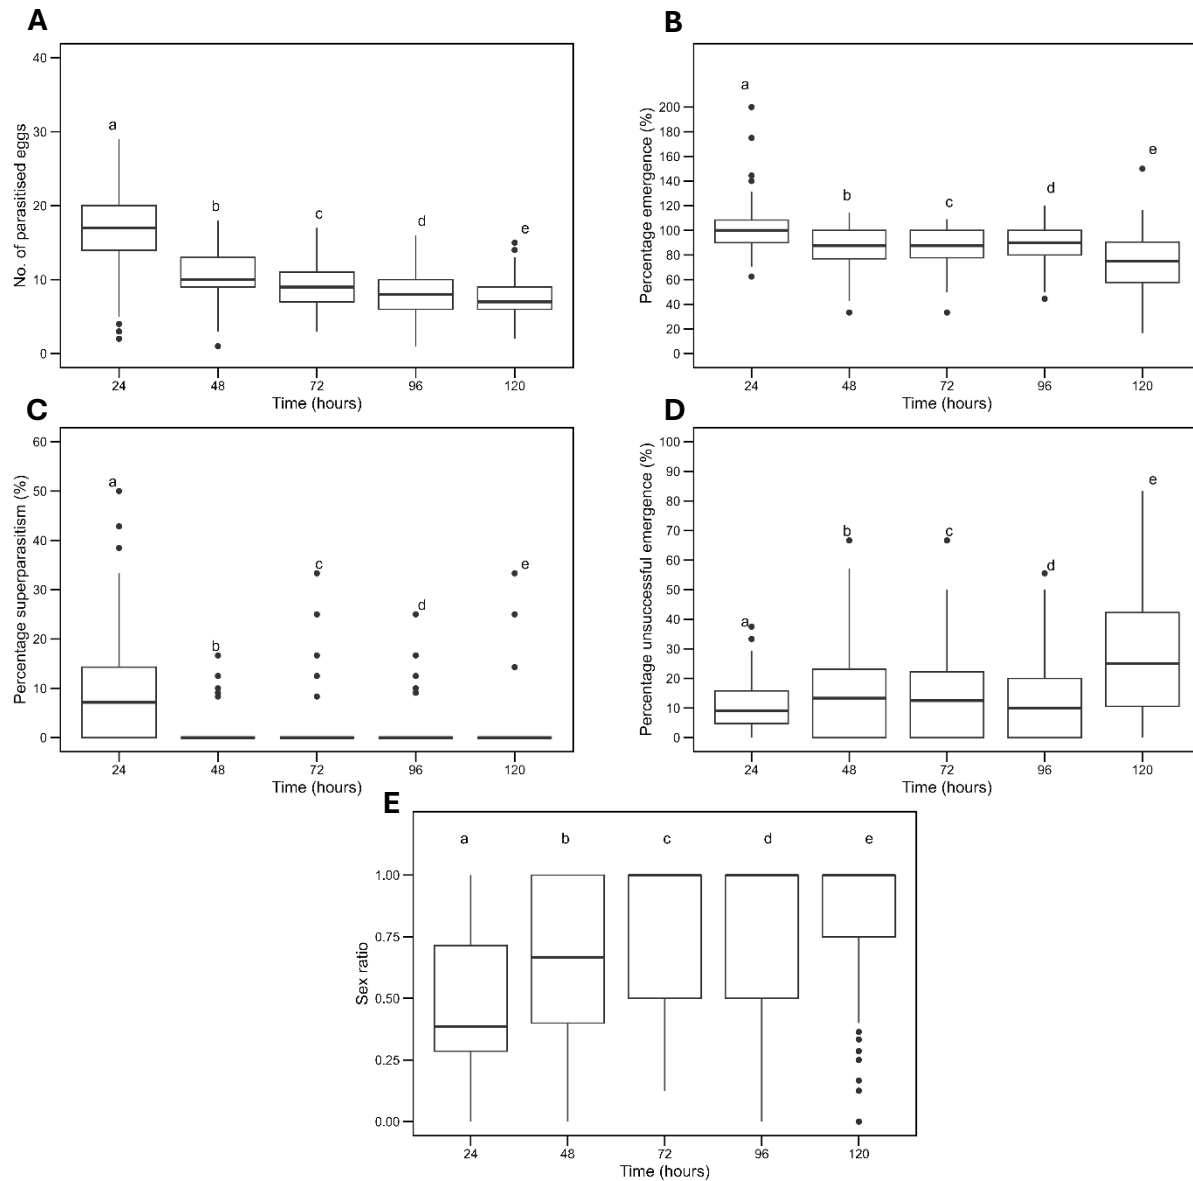 A
No. of parasitised eggs
40
30
20
10
0
a
b
c
d
e
24
48
72
96
120
Time (hours)
B
Percentage emergence (%)
200
180
160
140
120
100
80
60
40
20
0
a
b
c
d
e
24
48
72
96
120
Time (hours)
C
Percentage superparasitism (%)
60
50
40
30
20
10
0
a
b
c
d
e
24
48
72
96
120
Time (hours)
D
Percentage unsuccessful emergence (%)
100
90
80
70
60
50
40
30
20
10
0
a
b
c
d
e
24
48
72
96
120
Time (hours)
E
Sex ratio
1.00
0.75
0.50
0.25
0.00
a
b
c
d
e
24
48
72
96
120
Time (hours)